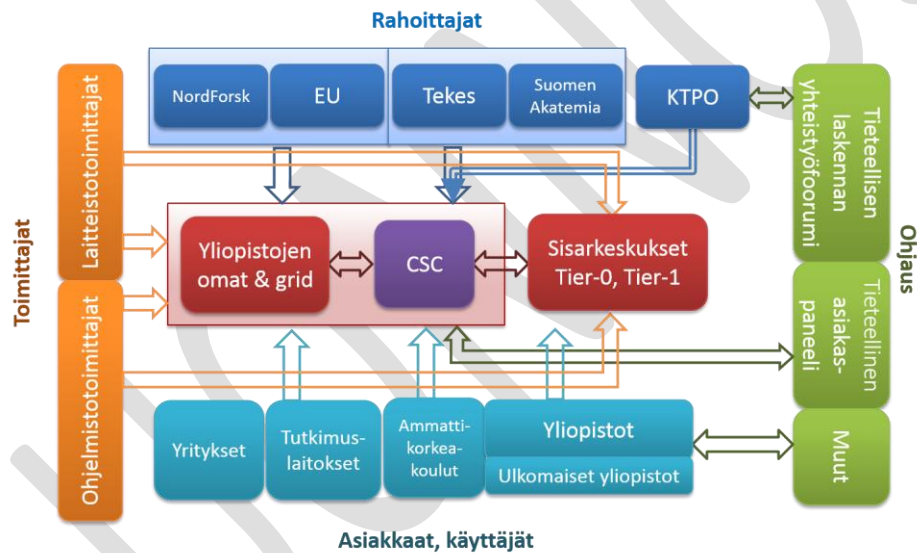 Rahoittajat
NordForsk
EU
Tekes
Suomen
Akatemia
KTPO
Toimittajat
Laitteistotoimittajat
Ohjelmistotoimittajat
Yliopistojen
omat & grid
CSC
Sisarkeskukset
Tier-0, Tier-1
Ohjaus
Tieteellisen
laskennan
yhteistyöfoorumi
Tieteellinen
asiakas-
paneeli
Muut
Yritykset
Tutkimus-
laitokset
Ammatti-
korkea-
koulut
Yliopistot
Ulkomaiset yliopistot
Asiakkaat, käyttäjät